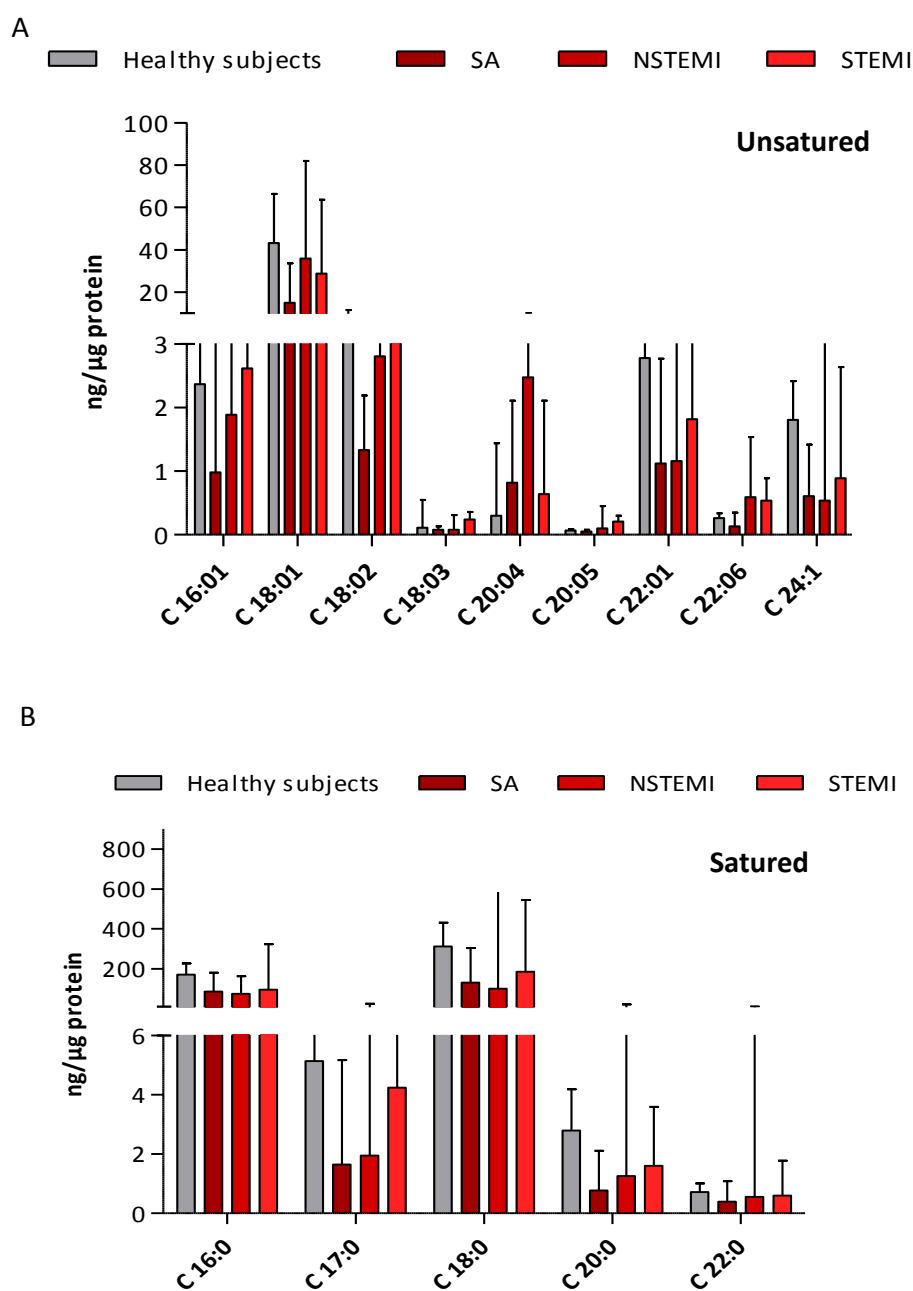 A
Healthy subjects SA NSTEMI STEMI
Unsatured
100
80
60
40
20
3
2
1
0
ng/µg protein
C 16:01 C 18:01 C 18:02 C 18:03 C 20:04 C 20:05 C 22:01 C 22:06 C 24:1
B
Healthy subjects SA NSTEMI STEMI
Satured
800
600
400
200
6
4
2
0
ng/µg protein
C 16:0 C 17:0 C 18:0 C 20:0 C 22:0